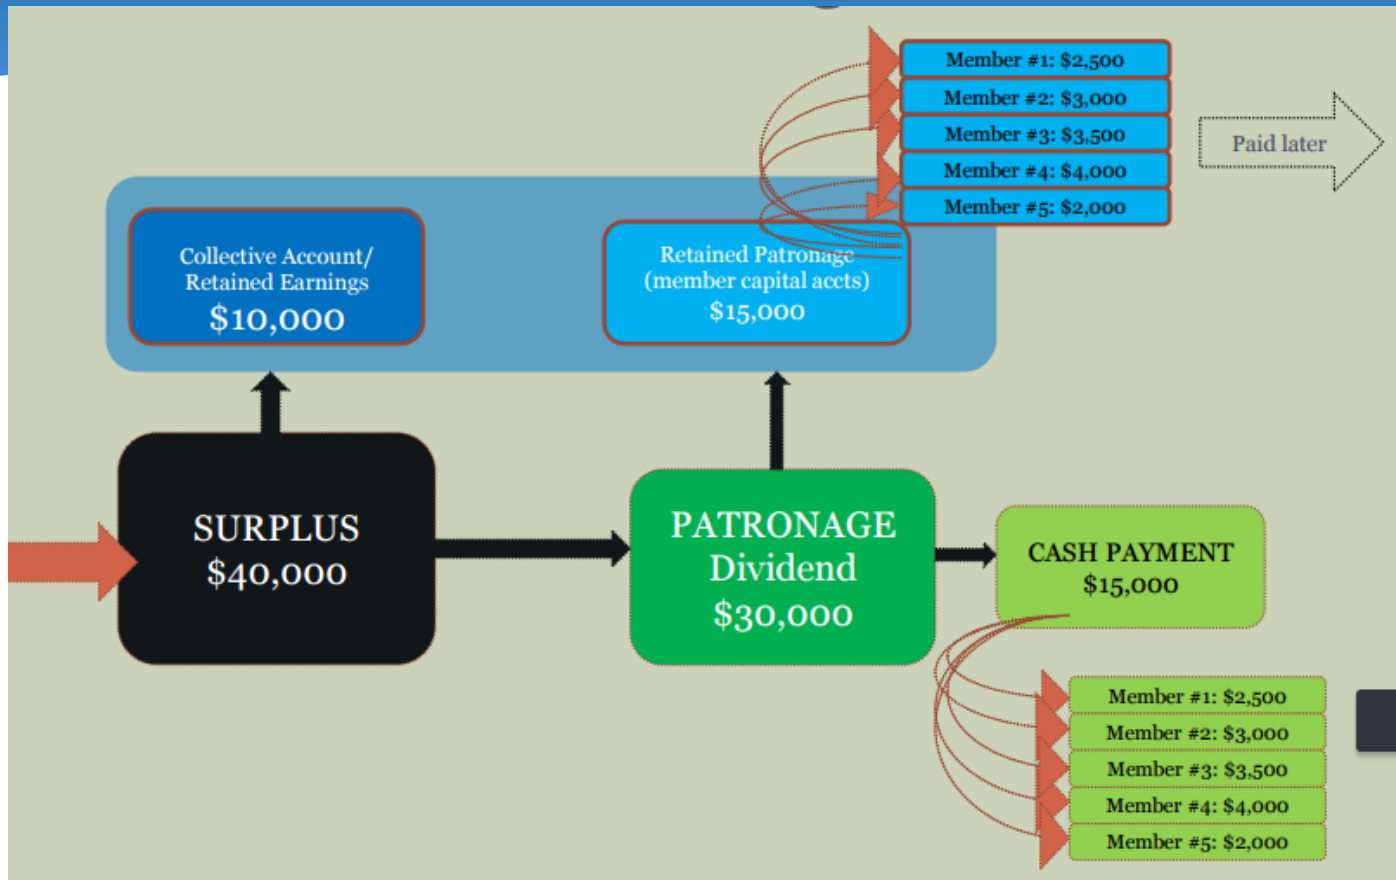 Member #1: $2,500
Member #2: $3,000
Member #3: $3,500
Member #4: $4,000
Member #5: $2,000
Paid later
Collective Account/
Retained Earnings
$10,000
Retained Patronage
(member capital accts)
$15,000
SURPLUS
$40,000
PATRONAGE
Dividend
$30,000
CASH PAYMENT
$15,000
Member #1: $2,500
Member #2: $3,000
Member #3: $3,500
Member #4: $4,000
Member #5: $2,000